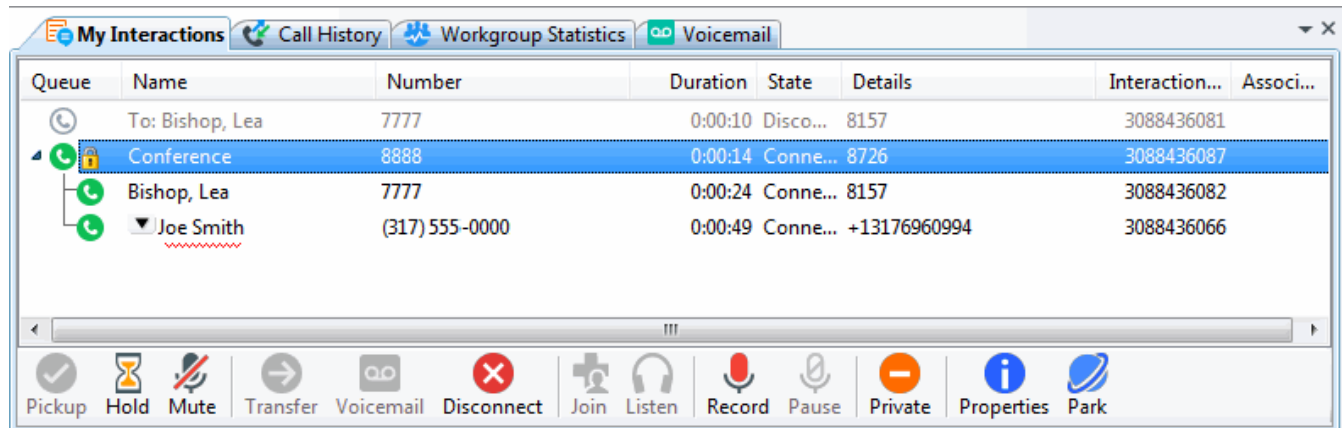 My Interactions Call History Workgroup Statistics Voicemail
Queue Name Number Duration State Details Interaction... Associ...
To: Bishop, Lea 7777 0:00:10 Disco... 8157 3088436081
Conference 8888 0:00:14 Conne... 8726 3088436087
Bishop, Lea 7777 0:00:24 Conne... 8157 3088436082
Joe Smith (317) 555-0000 0:00:49 Conne... +13176960994 3088436066
Pickup Hold Mute Transfer Voicemail Disconnect Join Listen Record Pause Private Properties Park